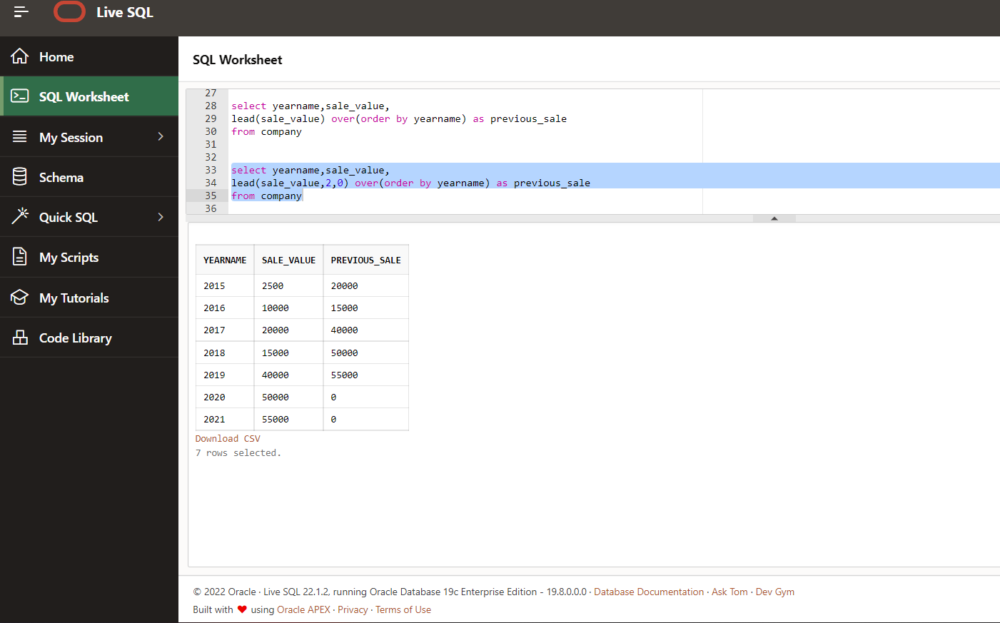 Live SQL
Home
SQL Worksheet
My Session
Schema
Quick SQL
My Scripts
My Tutorials
Code Library
SQL Worksheet
27
28 select yearname,sale_value,
29 lead(sale_value) over(order by yearname) as previous_sale
30 from company
31
32
33 select yearname,sale_value,
34 lead(sale_value,2,0) over(order by yearname) as previous_sale
35 from company
36
YEARNAME SALE_VALUE PREVIOUS_SALE
2015 2500 20000
2016 10000 15000
2017 20000 40000
2018 15000 50000
2019 40000 55000
2020 50000 0
2021 55000 0
Download CSV
7 rows selected.
© 2022 Oracle · Live SQL 22.1.2, running Oracle Database 19c Enterprise Edition - 19.8.0.0.0 · Database Documentation · Ask Tom · Dev Gym
Built with ❤ using Oracle APEX · Privacy · Terms of Use